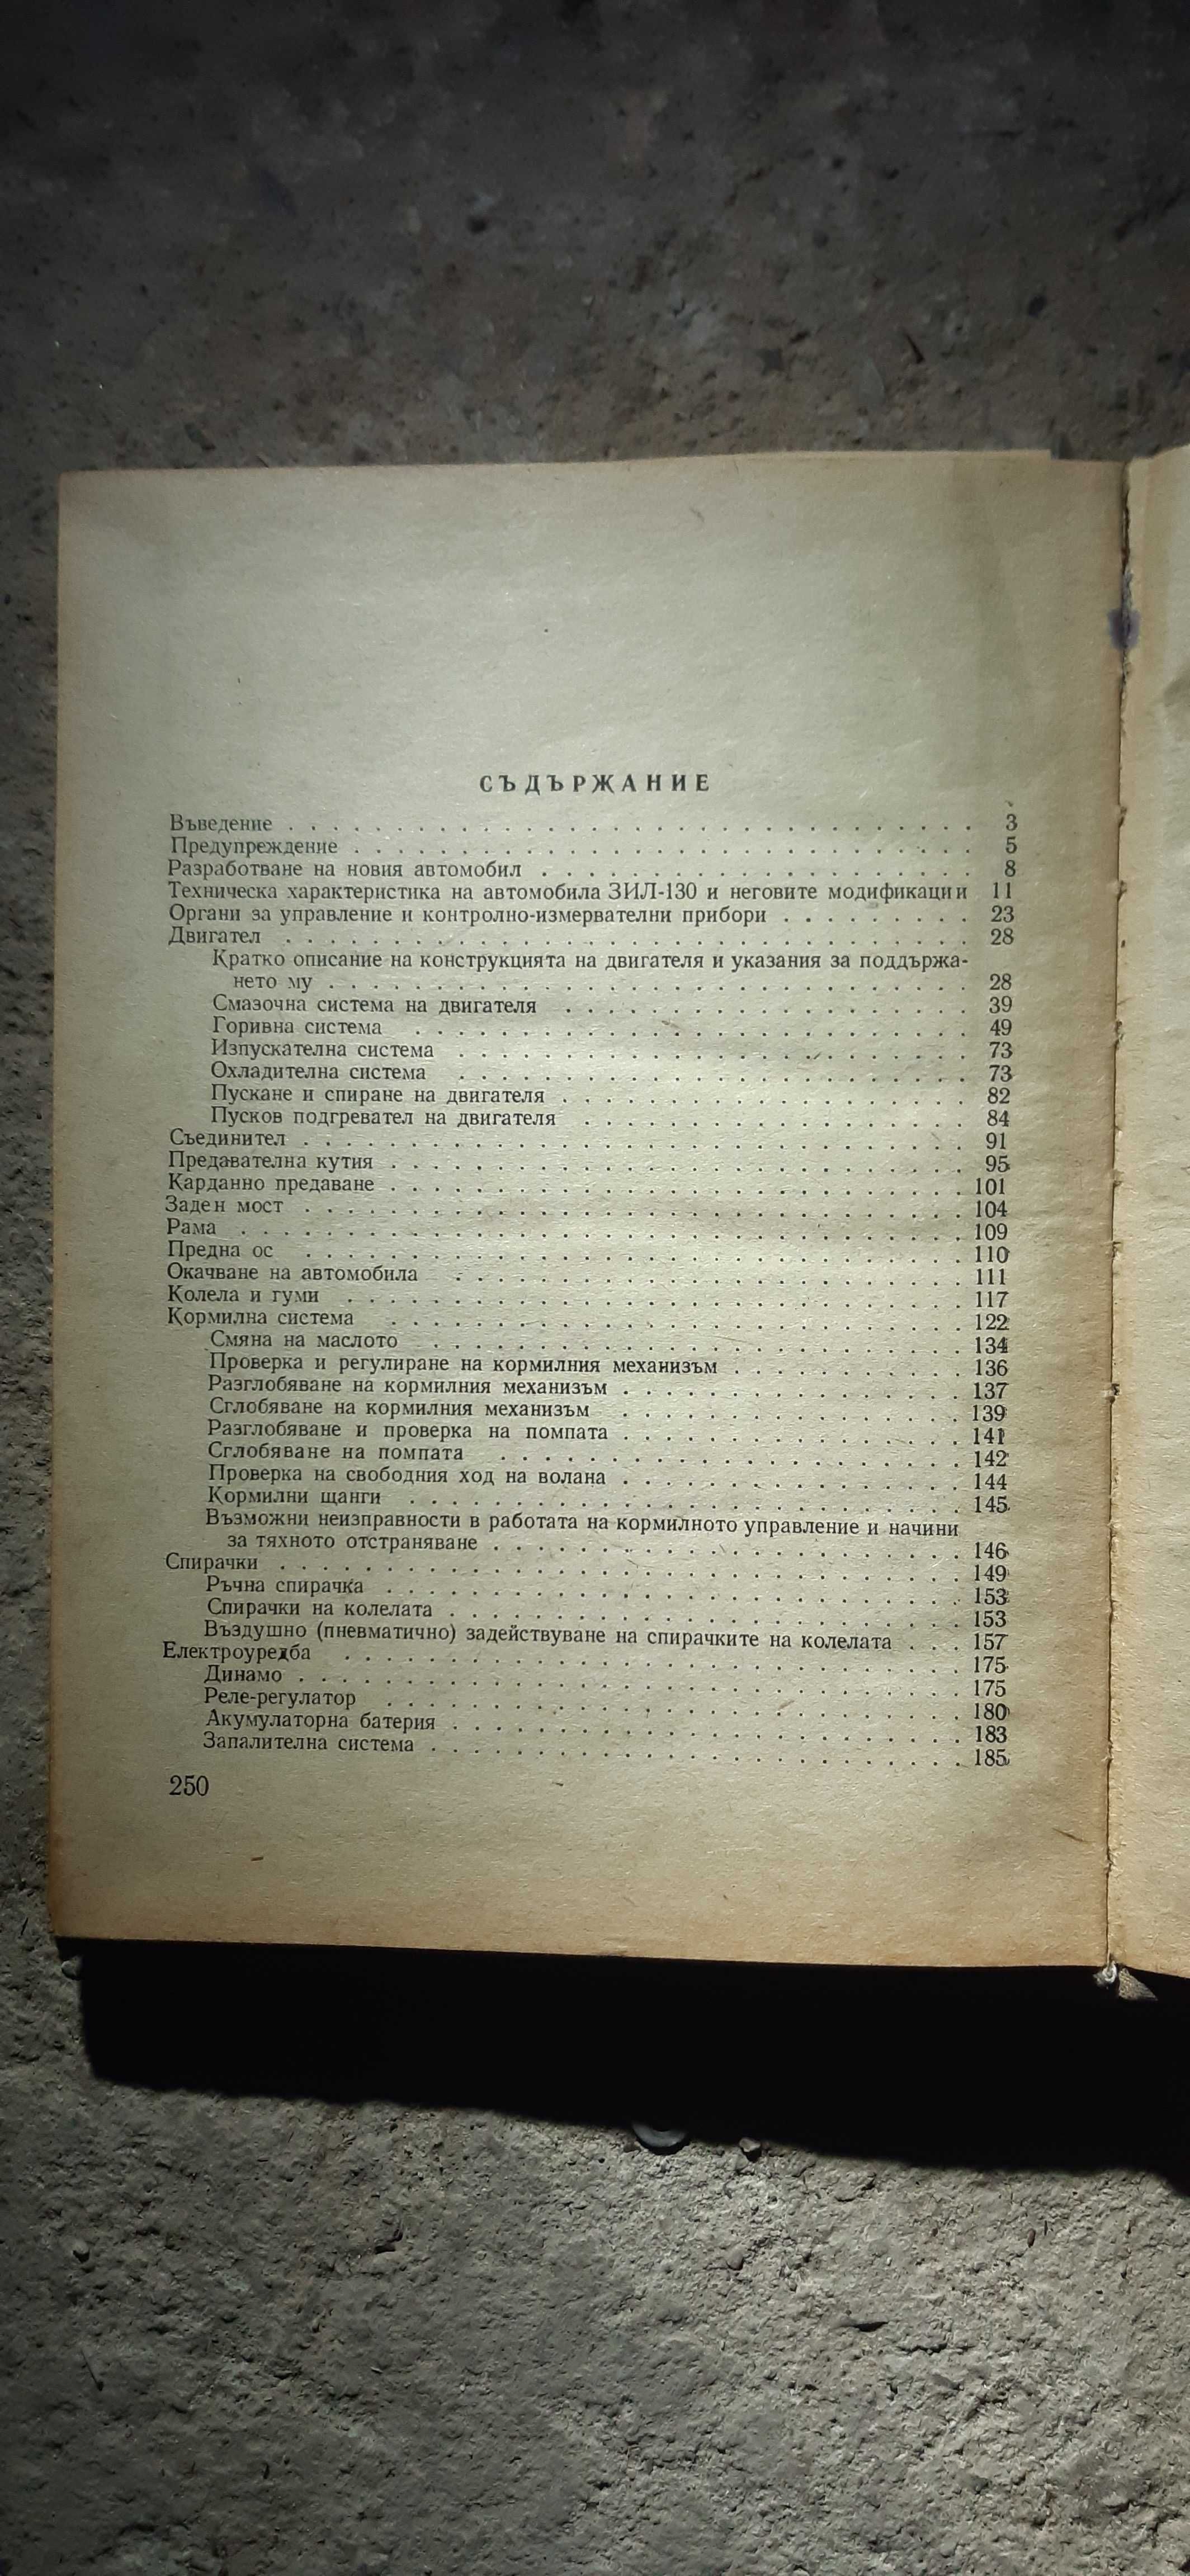 СЪДЪРЖАНИЕ
Въведение . . . . . . . . . . . . . . . . . . . . . . . . . . . . . . 3
Предупреждение . . . . . . . . . . . . . . . . . . . . . . . . . . . 5
Разработване на новия автомобил . . . . . . . . . . . . . . . . . . . 8
Техническа характеристика на автомобила ЗИЛ-130 и неговите модификации 11
Органи за управление и контролно-измервателни прибори . . . . . . . . . 23
Двигател . . . . . . . . . . . . . . . . . . . . . . . . . . . . . . 28
Кратко описание на конструкцията на двигателя и указания за поддържа-
нето му . . . . . . . . . . . . . . . . . . . . . . . . . . . . 28
Смазочна система на двигателя . . . . . . . . . . . . . . . . . . 39
Горивна система . . . . . . . . . . . . . . . . . . . . . . . . . 49
Изпускателна система . . . . . . . . . . . . . . . . . . . . . . . 73
Охладителна система . . . . . . . . . . . . . . . . . . . . . . . 73
Пускане и спиране на двигателя . . . . . . . . . . . . . . . . . . 82
Пусков подгревател на двигателя . . . . . . . . . . . . . . . . . 84
Съединител . . . . . . . . . . . . . . . . . . . . . . . . . . . . . 91
Предавателна кутия . . . . . . . . . . . . . . . . . . . . . . . . . 95
Карданно предаване . . . . . . . . . . . . . . . . . . . . . . . . . 101
Заден мост . . . . . . . . . . . . . . . . . . . . . . . . . . . . . 104
Рама . . . . . . . . . . . . . . . . . . . . . . . . . . . . . . . . 109
Предна ос . . . . . . . . . . . . . . . . . . . . . . . . . . . . . 110
Окачване на автомобила . . . . . . . . . . . . . . . . . . . . . . . 111
Колела и гуми . . . . . . . . . . . . . . . . . . . . . . . . . . . 117
Кормилна система . . . . . . . . . . . . . . . . . . . . . . . . . . 122
Смяна на маслото . . . . . . . . . . . . . . . . . . . . . . . . 134
Проверка и регулиране на кормилния механизъм . . . . . . . . . . . 136
Разглобяване на кормилния механизъм . . . . . . . . . . . . . . . 137
Сглобяване на кормилния механизъм . . . . . . . . . . . . . . . . 139
Разглобяване и проверка на помпата . . . . . . . . . . . . . . . . 141
Сглобяване на помпата . . . . . . . . . . . . . . . . . . . . . . 142
Проверка на свободния ход на волана . . . . . . . . . . . . . . . 144
Кормилни щанги . . . . . . . . . . . . . . . . . . . . . . . . . 145
Възможни неизправности в работата на кормилното управление и начини
за тяхното отстраняване . . . . . . . . . . . . . . . . . . . . 146
Спирачки . . . . . . . . . . . . . . . . . . . . . . . . . . . . . . 149
Ръчна спирачка . . . . . . . . . . . . . . . . . . . . . . . . . 153
Спирачки на колелата . . . . . . . . . . . . . . . . . . . . . . . 153
Въздушно (пневматично) задействуване на спирачките на колелата . . . 157
Електроуредба . . . . . . . . . . . . . . . . . . . . . . . . . . . 175
Динамо . . . . . . . . . . . . . . . . . . . . . . . . . . . . . 175
Реле-регулатор . . . . . . . . . . . . . . . . . . . . . . . . . 180
Акумулаторна батерия . . . . . . . . . . . . . . . . . . . . . . . 183
Запалителна система . . . . . . . . . . . . . . . . . . . . . . . 185
250